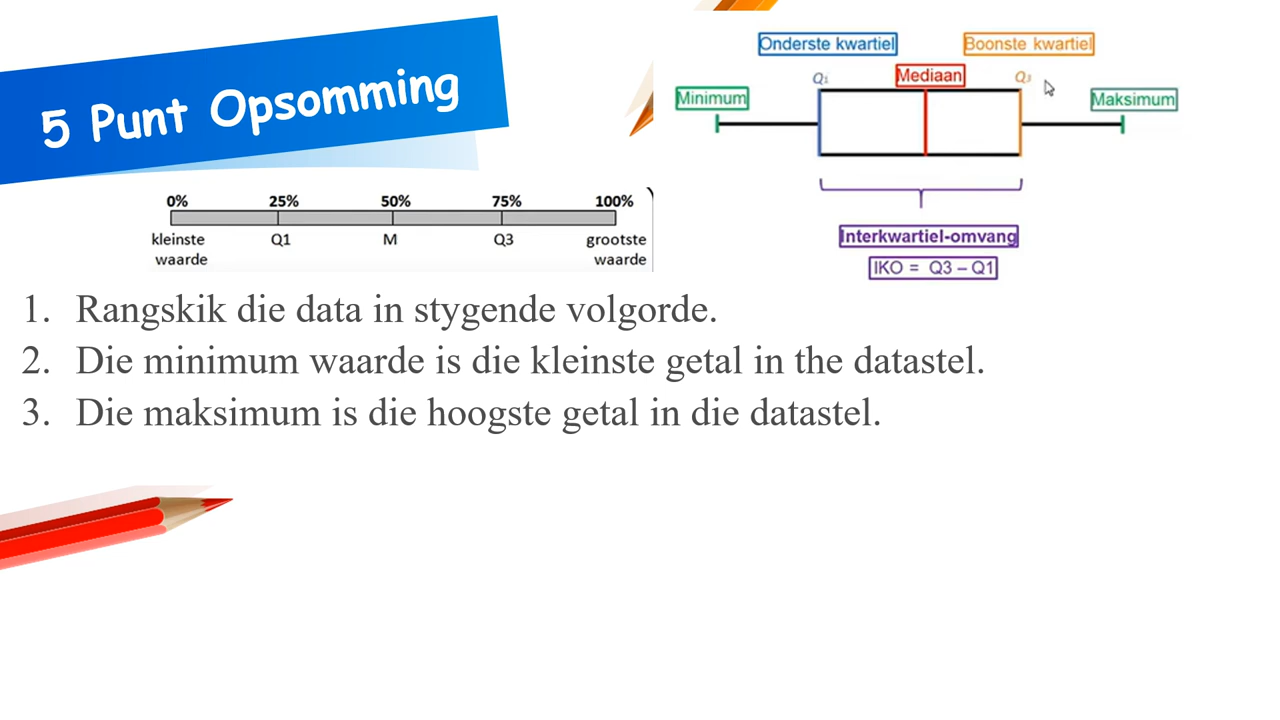 5 Punt Opsomming
Onderste kwartiel
Boonste kwartiel
Q1
Mediaan
Q3
Minimum
Maksimum
0% 25% 50% 75% 100%
kleinste waarde Q1 M Q3 grootste waarde
Interkwartiel-omvang
IKO = Q3 – Q1
1. Rangskik die data in stygende volgorde.
2. Die minimum waarde is die kleinste getal in the datastel.
3. Die maksimum is die hoogste getal in die datastel.